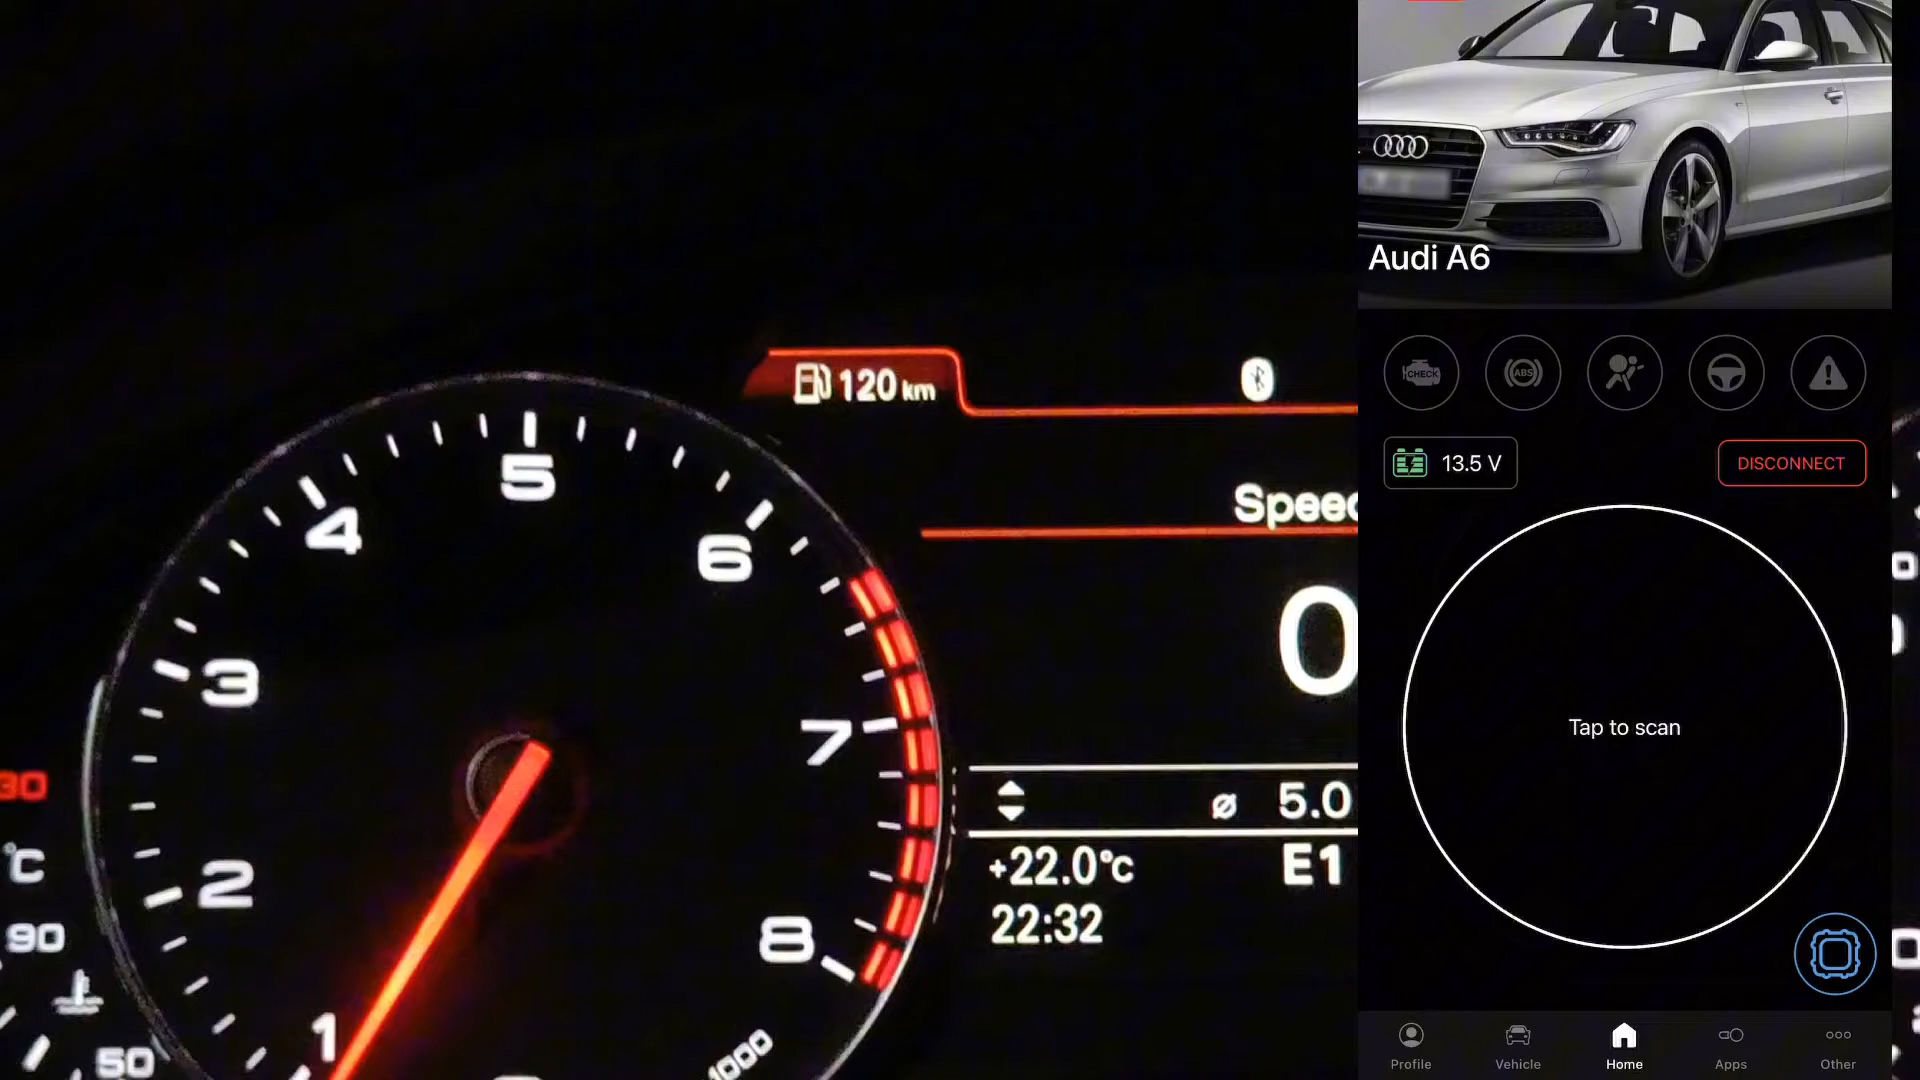 120 km
5
4
6
3
7
2
8
1
1000
30
°C
90
50
Speed
0
ø 5.0
+22.0°C
E1
22:32
Audi A6
CHECK
ABS
13.5 V
DISCONNECT
Tap to scan
Profile
Vehicle
Home
Apps
Other